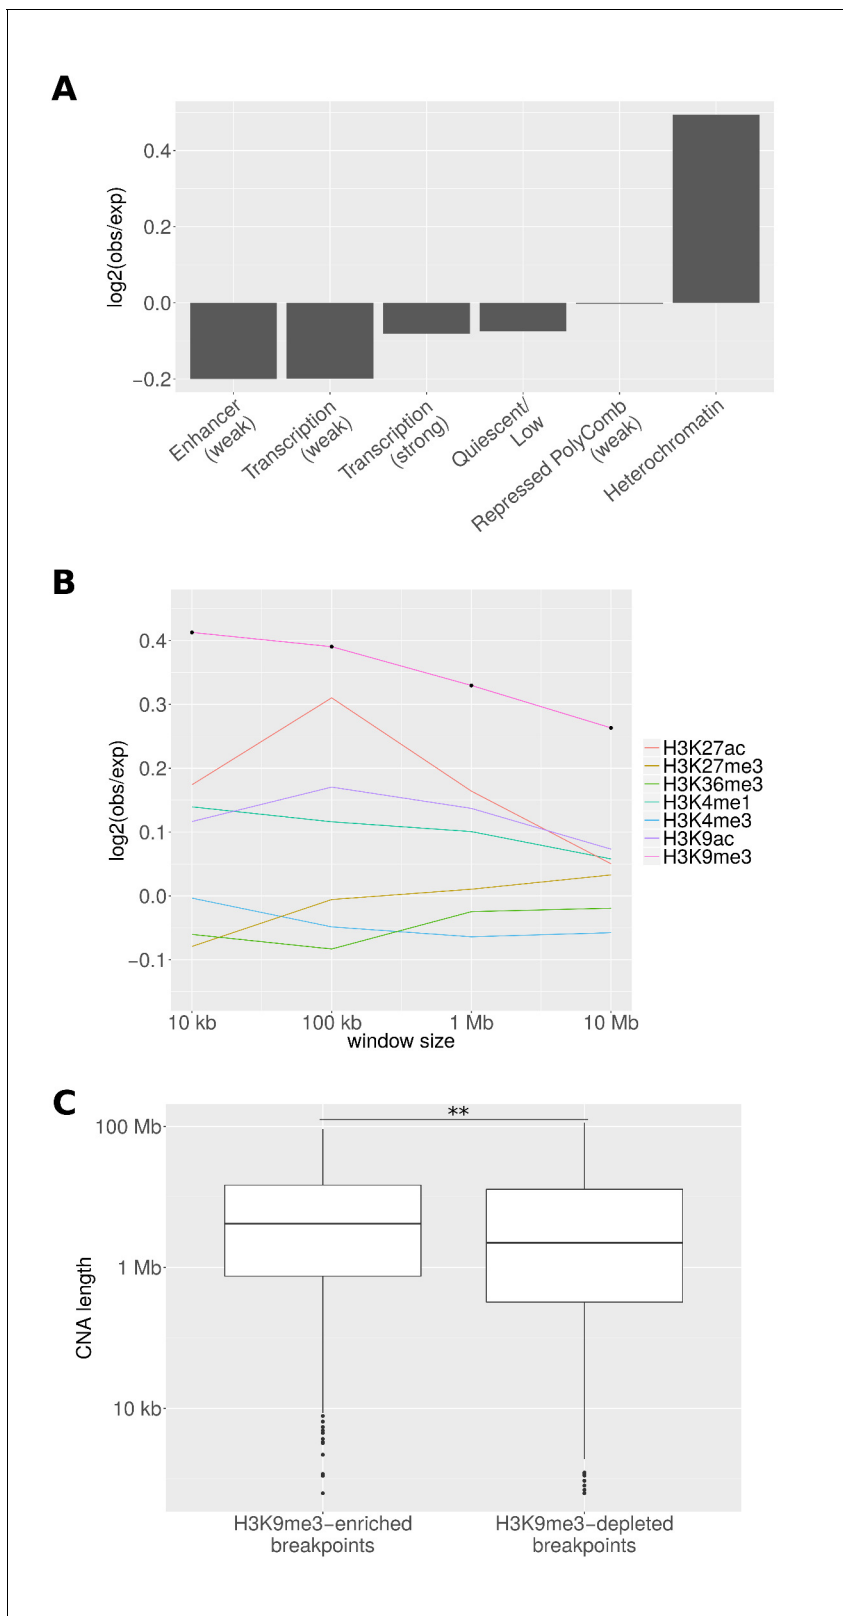 A
log2(obs/exp)
0.4
0.2
0.0
−0.2
Enhancer
(weak)
Transcription
(weak)
Transcription
(strong)
Quiescent/
Low
Repressed PolyComb
(weak)
Heterochromatin
B
log2(obs/exp)
0.4
0.3
0.2
0.1
0.0
−0.1
10 kb
100 kb
1 Mb
10 Mb
window size
H3K27ac
H3K27me3
H3K36me3
H3K4me1
H3K4me3
H3K9ac
H3K9me3
C
**
CNA length
100 Mb
1 Mb
10 kb
H3K9me3−enriched
breakpoints
H3K9me3−depleted
breakpoints